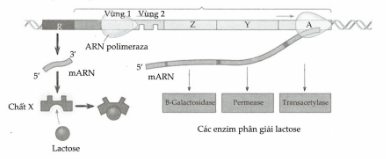 Vùng 1 Vùng 2
g Z Y A
ARN polimeraza
3'
5' mARN
5' mARN
Chất X
β-Galactosidase Permease Transacetylase
Các enzim phân giải lactose
Lactose